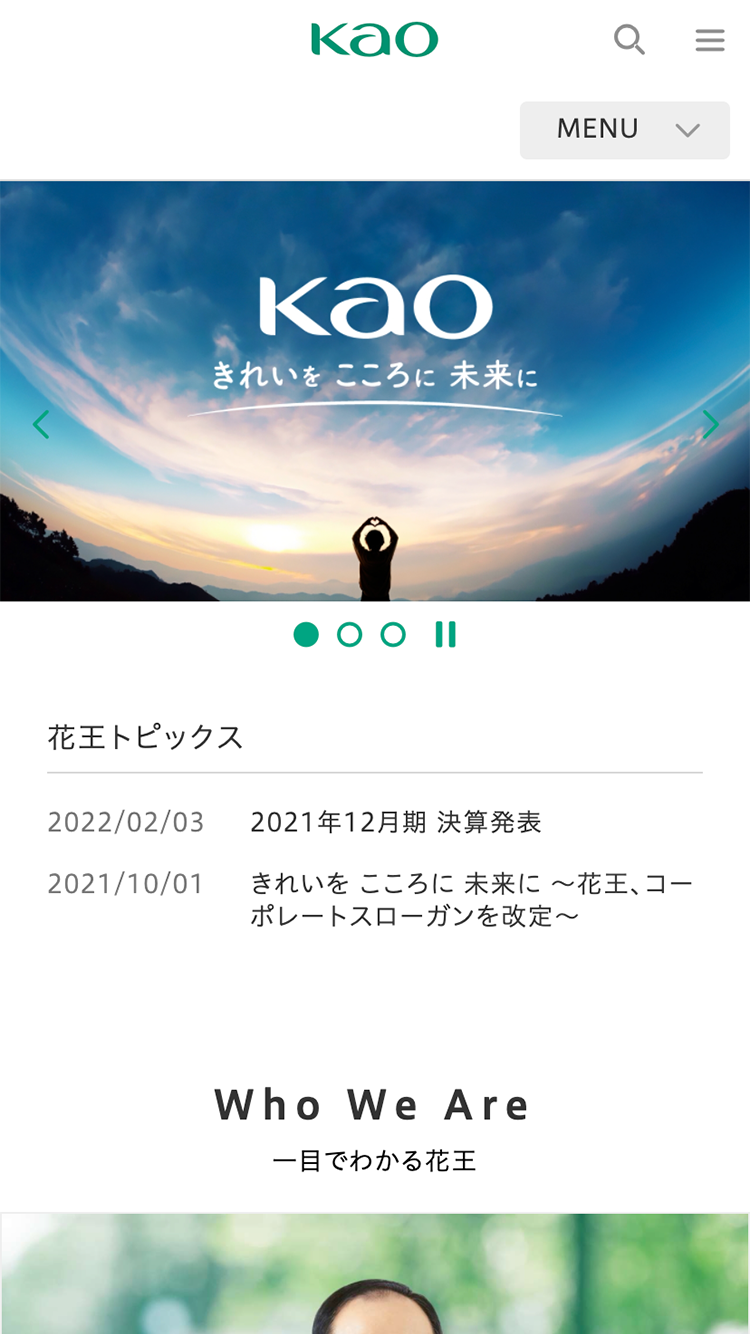 Kao
MENU
Kao
きれいを こころに 未来に
花王トピックス
2022/02/03 2021年12月期 決算発表
2021/10/01 きれいを こころに 未来に ～花王、コー
ポレートスローガンを改定～
Who We Are
一目でわかる花王